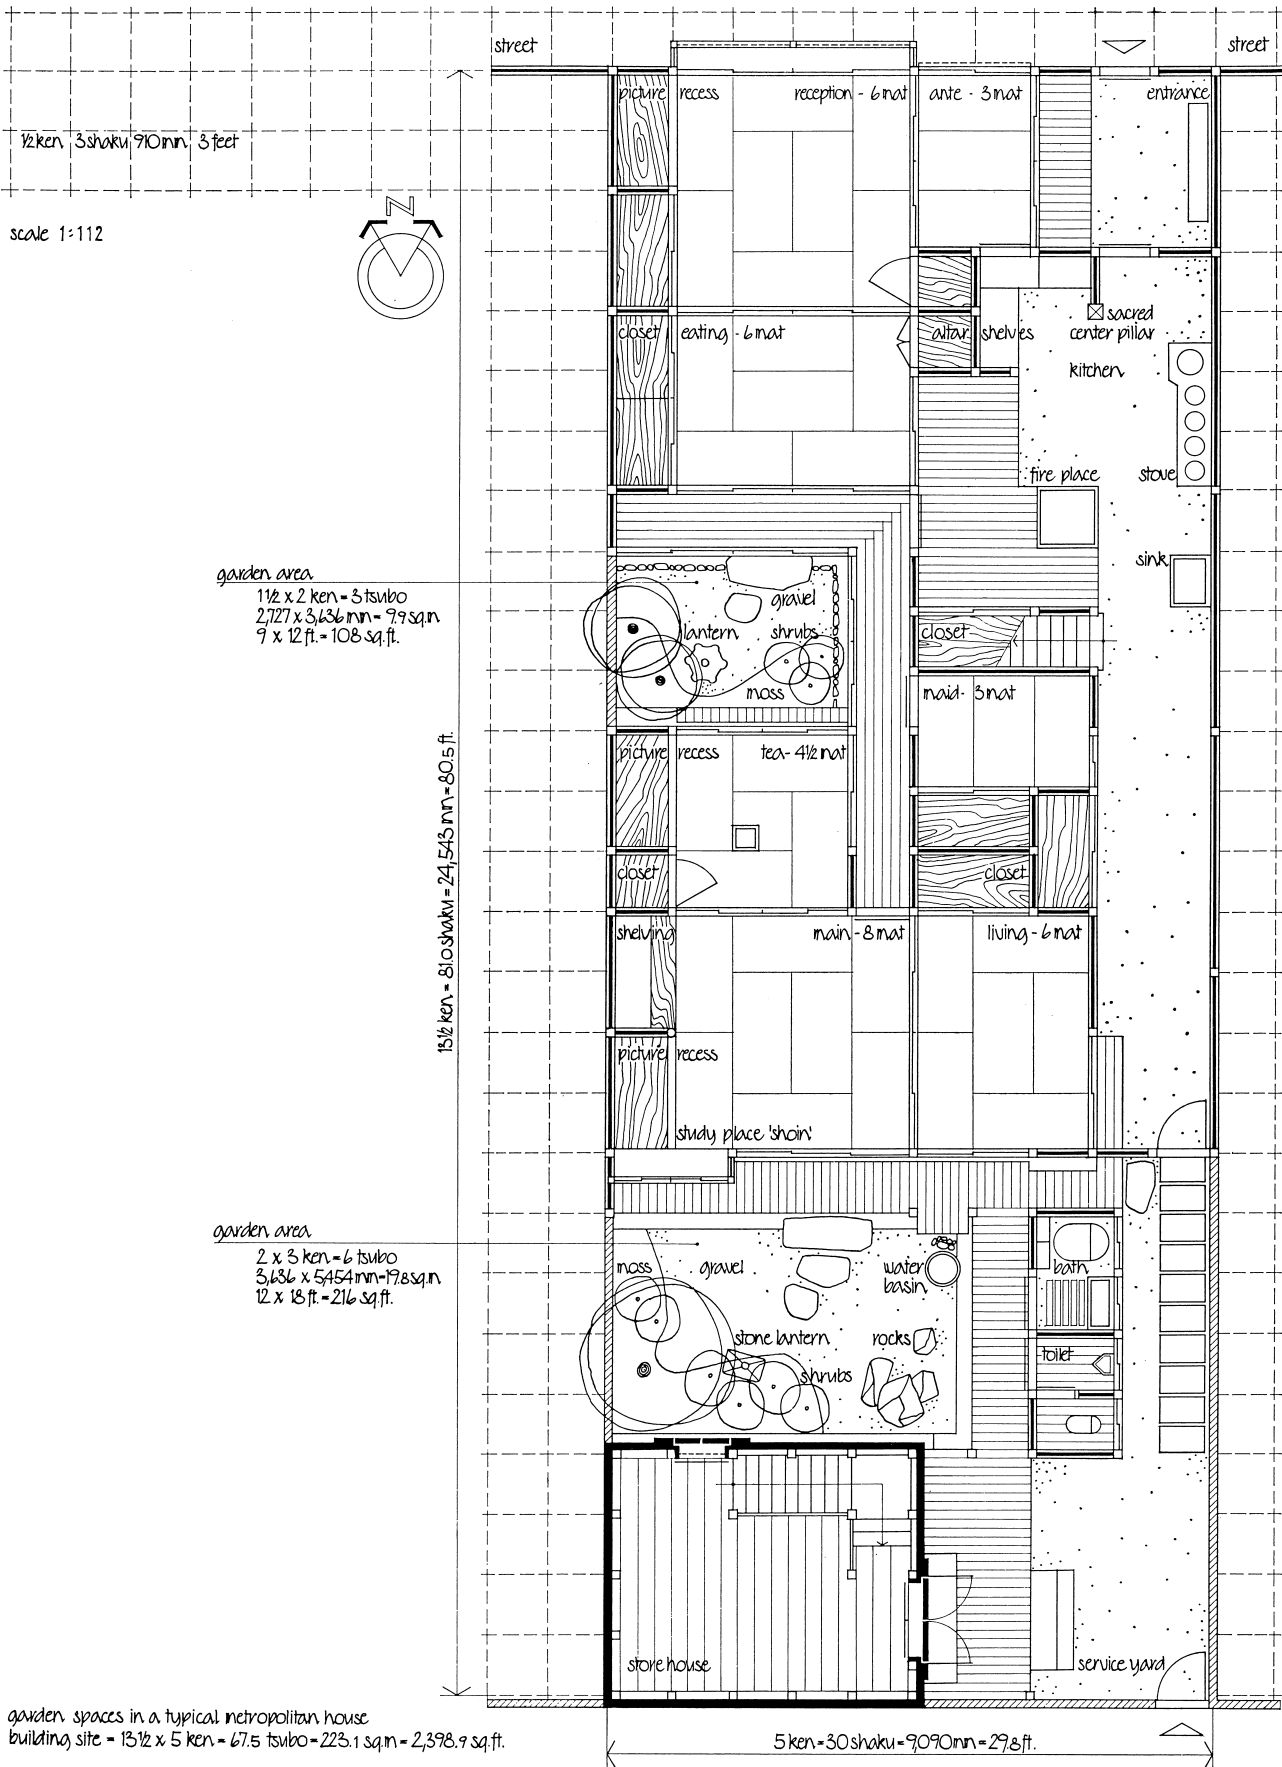 street
street
picture recess
reception - 6 mat
ante - 3 mat
entrance
1/2 ken 3 shaku 910 mm 3 feet
N
scale 1:112
sacred
center pillar
closet
eating - 6 mat
altar
shelves
kitchen
fire place
stove
sink
garden area
1 1/2 x 2 ken = 3 tsubo
2,727 x 3,636 mm = 9.9 sq.m
9 x 12 ft. = 108 sq.ft.
gravel
lantern
shrubs
closet
moss
maid - 3 mat
picture recess
tea - 4 1/2 mat
closet
closet
shelving
main - 8 mat
living - 6 mat
13 1/2 ken = 81.0 shaku = 24,543 mm = 80.5 ft.
picture recess
study place 'shoin'
garden area
2 x 3 ken = 6 tsubo
3,636 x 5,454 mm = 19.8 sq.m
12 x 18 ft. = 216 sq.ft.
moss
gravel
water
basin
bath
stone lantern
rocks
toilet
shrubs
store house
service yard
garden spaces in a typical metropolitan house
building site = 13 1/2 x 5 ken = 67.5 tsubo = 223.1 sq.m = 2,398.9 sq.ft.
5 ken = 30 shaku = 9,090 mm = 29.8 ft.